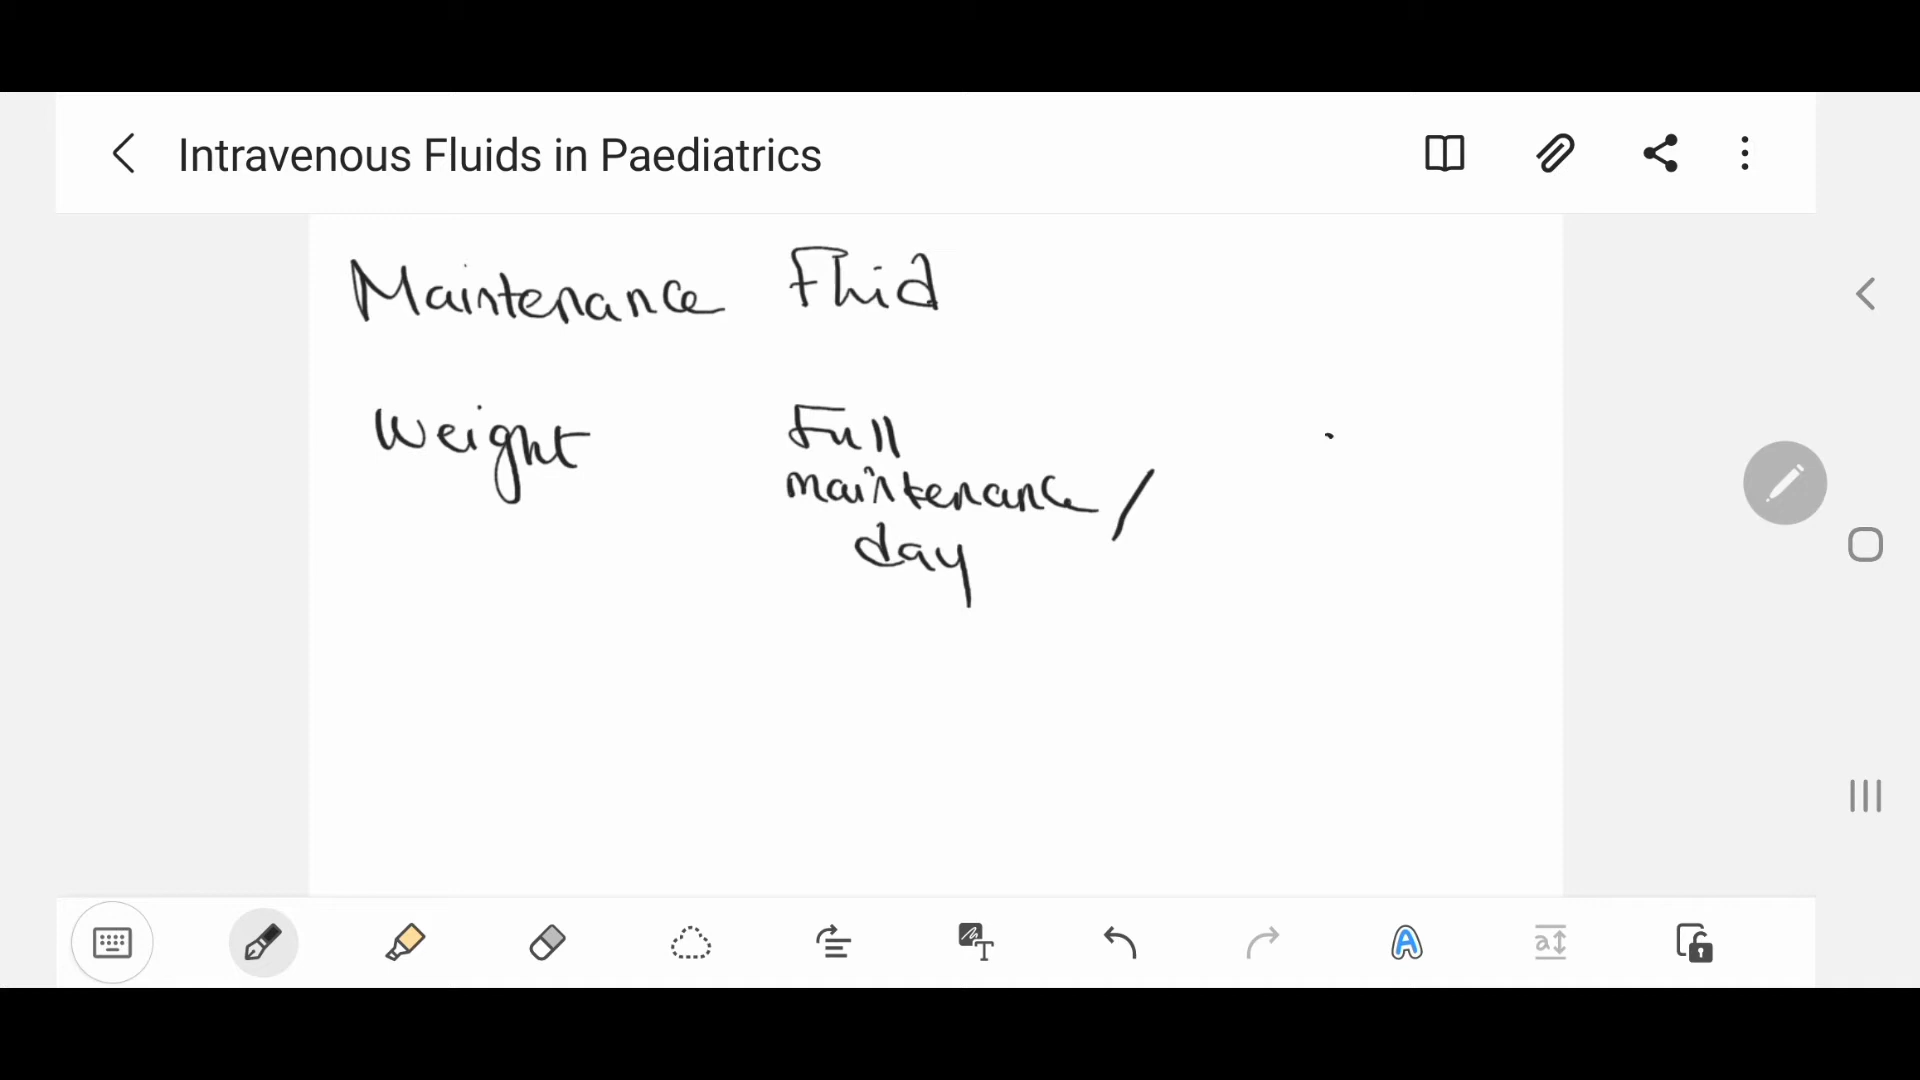 Intravenous Fluids in Paediatrics
Maintenance Fluid
Weight Full
maintenance/
day